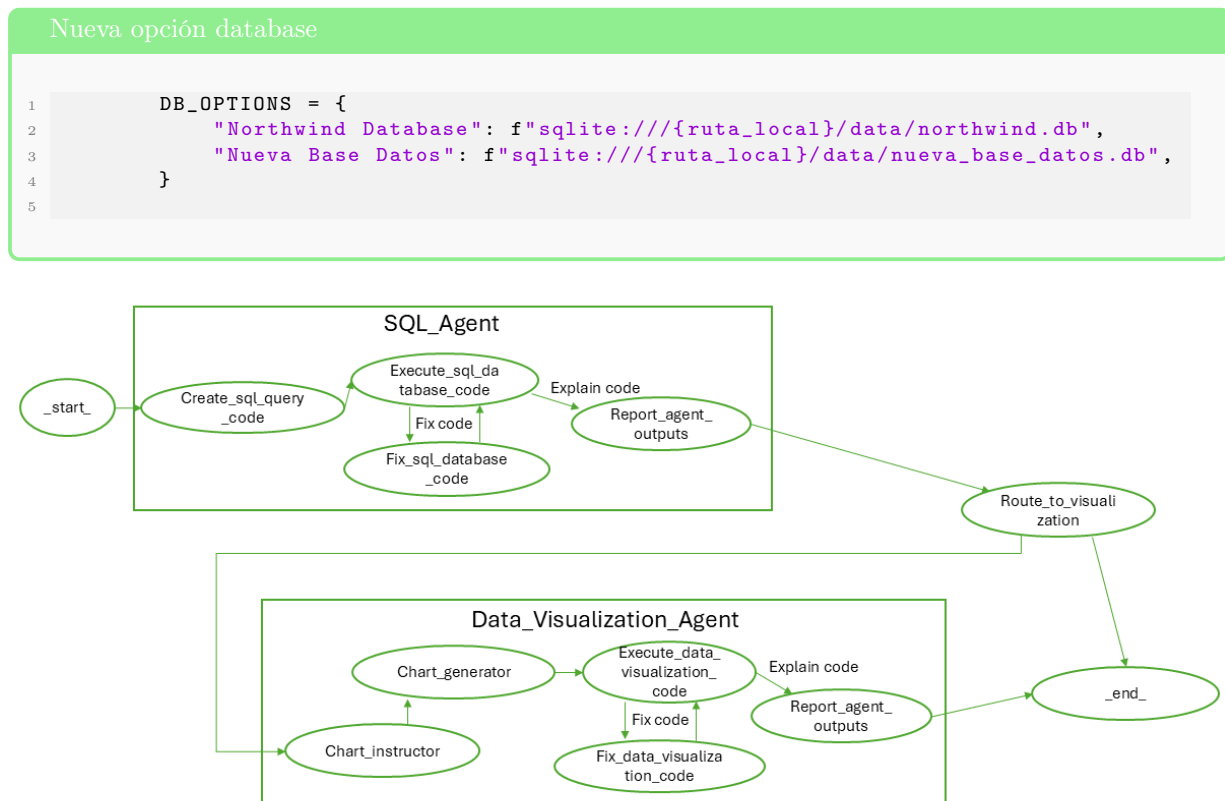 Nueva opción database
1 DB_OPTIONS = {
2 "Northwind Database": f"sqlite:///{ruta_local}/data/northwind.db",
3 "Nueva Base Datos": f"sqlite:///{ruta_local}/data/nueva_base_datos.db",
4 }
5
SQL_Agent
_start_
Create_sql_query
_code
Execute_sql_da
tabase_code
Fix code
Fix_sql_database
_code
Explain code
Report_agent_
outputs
Route_to_visuali
zation
Data_Visualization_Agent
Chart_instructor
Chart_generator
Execute_data_
visualization_
code
Fix code
Fix_data_visualiza
tion_code
Explain code
Report_agent_
outputs
_end_